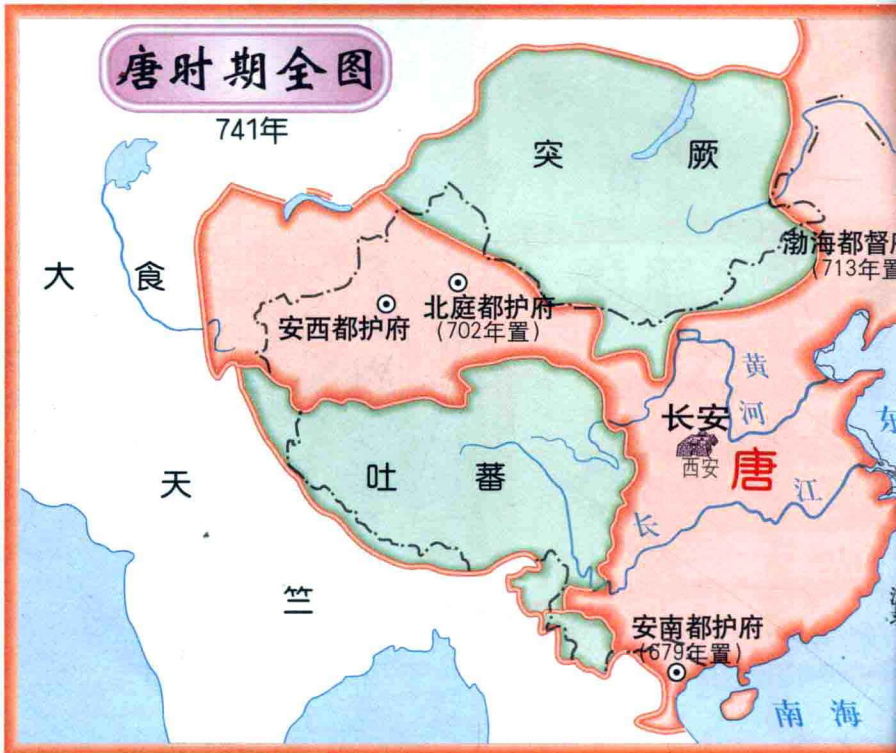 唐时期全图
741年
突厥
渤海都督
(713年置
大食
北庭都护府
(702年置)
安西都护府
黄河
长安
西安
唐
东
吐蕃
天竺
长江
安南都护府
(679年置)
南海